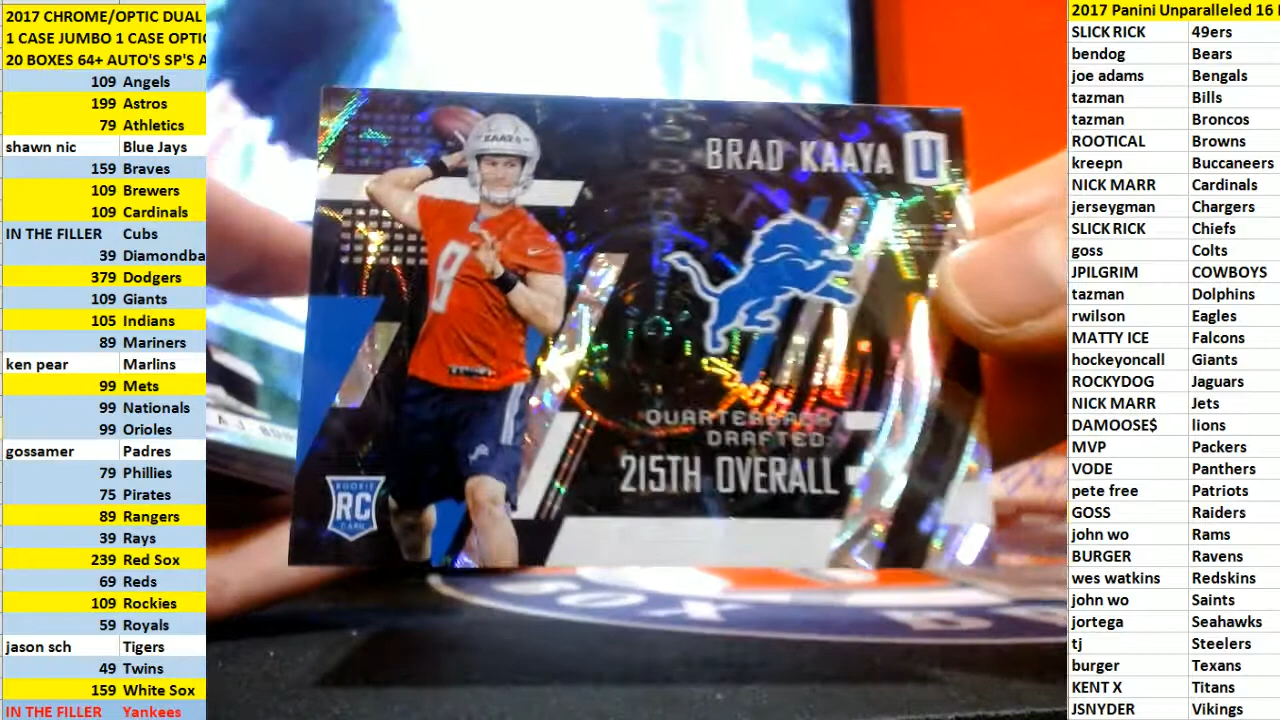 2017 CHROME/OPTIC DUAL
1 CASE JUMBO 1 CASE OPTIC
20 BOXES 64+ AUTO'S SP'S A
109 Angels
199 Astros
79 Athletics
shawn nic Blue Jays
159 Braves
109 Brewers
109 Cardinals
IN THE FILLER Cubs
39 Diamondba
379 Dodgers
109 Giants
105 Indians
89 Mariners
ken pear Marlins
99 Mets
99 Nationals
99 Orioles
gossamer Padres
79 Phillies
75 Pirates
89 Rangers
39 Rays
239 Red Sox
69 Reds
109 Rockies
59 Royals
jason sch Tigers
49 Twins
159 White Sox
IN THE FILLER Yankees
BRAD KAAYA U
KAAYA
8
QUARTERBACK
DRAFTED:
215TH OVERALL
ROOKIE
RC
CARD
BOX
2017 Panini Unparalleled 16
SLICK RICK 49ers
bendog Bears
joe adams Bengals
tazman Bills
tazman Broncos
ROOTICAL Browns
kreepn Buccaneers
NICK MARR Cardinals
jerseygman Chargers
SLICK RICK Chiefs
goss Colts
JPILGRIM COWBOYS
tazman Dolphins
rwilson Eagles
MATTY ICE Falcons
hockeyoncall Giants
ROCKYDOG Jaguars
NICK MARR Jets
DAMOOSE$ lions
MVP Packers
VODE Panthers
pete free Patriots
GOSS Raiders
john wo Rams
BURGER Ravens
wes watkins Redskins
john wo Saints
jortega Seahawks
tj Steelers
burger Texans
KENT X Titans
JSNYDER Vikings